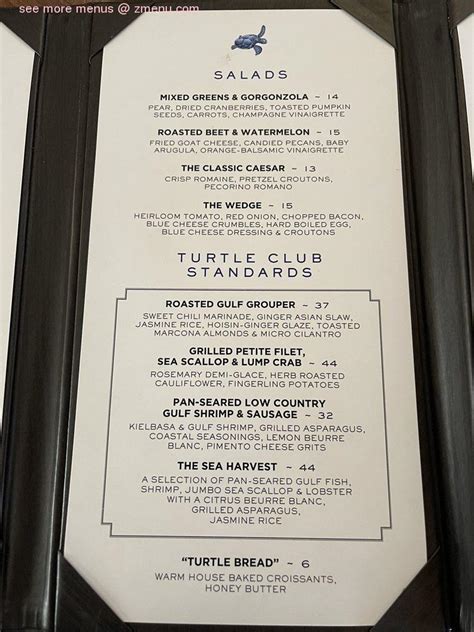 see more menus @ zmenu.com
SALADS
MIXED GREENS & GORGONZOLA ~ 14
PEAR, DRIED CRANBERRIES, TOASTED PUMPKIN
SEEDS, CARROTS, CHAMPAGNE VINAIGRETTE
ROASTED BEET & WATERMELON ~ 15
FRIED GOAT CHEESE, CANDIED PECANS, BABY
ARUGULA, ORANGE-BALSAMIC VINAIGRETTE
THE CLASSIC CAESAR ~ 13
CRISP ROMAINE, PRETZEL CROUTONS,
PECORINO ROMANO
THE WEDGE ~ 15
HEIRLOOM TOMATO, RED ONION, CHOPPED BACON,
BLUE CHEESE CRUMBLES, HARD BOILED EGG,
BLUE CHEESE DRESSING & CROUTONS
TURTLE CLUB
STANDARDS
ROASTED GULF GROUPER ~ 37
SWEET CHILI MARINADE, GINGER ASIAN SLAW,
JASMINE RICE, HOISIN-GINGER GLAZE, TOASTED
MARCONA ALMONDS & MICRO CILANTRO
GRILLED PETITE FILET,
SEA SCALLOP & LUMP CRAB ~ 44
ROSEMARY DEMI-GLACE, HERB ROASTED
CAULIFLOWER, FINGERLING POTATOES
PAN-SEARED LOW COUNTRY
GULF SHRIMP & SAUSAGE ~ 32
KIELBASA & GULF SHRIMP, GRILLED ASPARAGUS,
COASTAL SEASONINGS, LEMON BEURRE
BLANC, PIMENTO CHEESE GRITS
THE SEA HARVEST ~ 44
A SELECTION OF PAN-SEARED GULF FISH,
SHRIMP, JUMBO SEA SCALLOP & LOBSTER
WITH A CITRUS BEURRE BLANC,
GRILLED ASPARAGUS,
JASMINE RICE
“TURTLE BREAD” ~ 6
WARM HOUSE BAKED CROISSANTS,
HONEY BUTTER